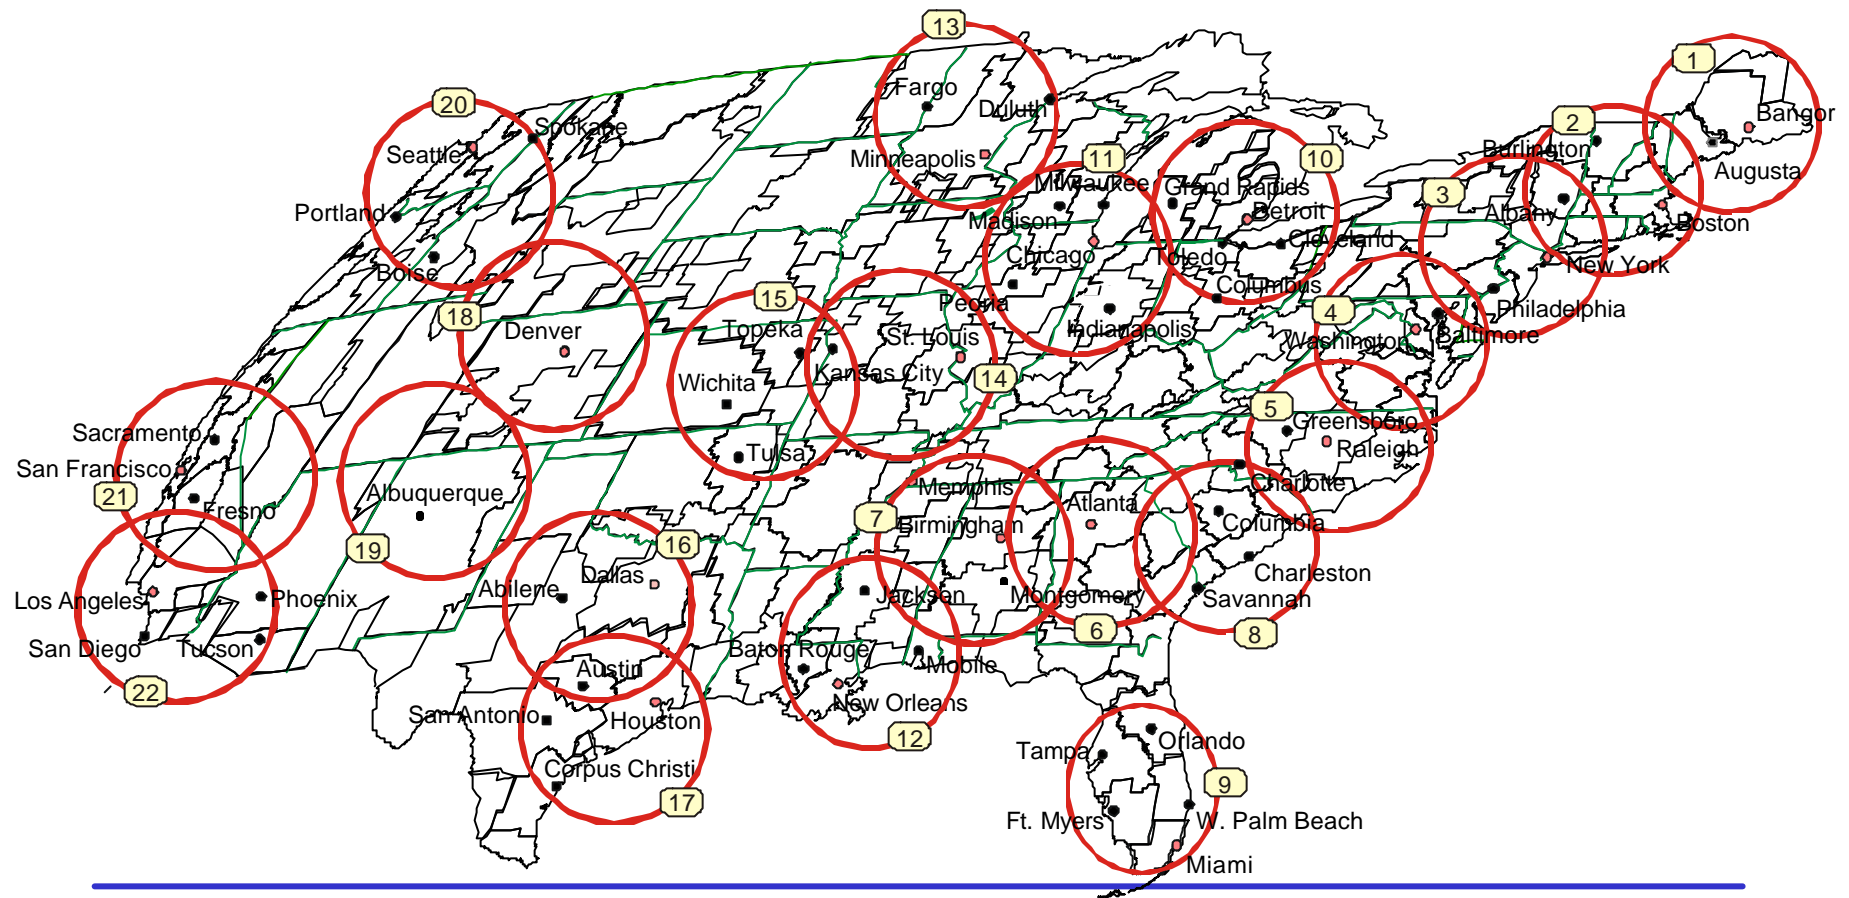 13
1
20
Fargo
Duluth
Bangor
Spokane
2
Seattle
Minneapolis
11
10
Burlington
Augusta
Milwaukee
Grand Rapids
3
Portland
Madison
Detroit
Albany
Boston
Cleveland
Chicago
Toledo
New York
Boise
Columbus
15
Peoria
4
Philadelphia
18
Denver
Topeka
St. Louis
Indianapolis
Washington
Baltimore
Wichita
Kansas City
14
5
Greensboro
Sacramento
Raleigh
Tulsa
San Francisco
Charlotte
21
Albuquerque
Memphis
Atlanta
Fresno
7
Birmingham
Columbia
19
16
Dallas
Charleston
Abilene
Los Angeles
Phoenix
Jackson
Montgomery
Savannah
6
8
San Diego
Tucson
Baton Rouge
Mobile
Austin
22
New Orleans
San Antonio
Houston
12
Orlando
Tampa
Corpus Christi
9
17
Ft. Myers
W. Palm Beach
Miami